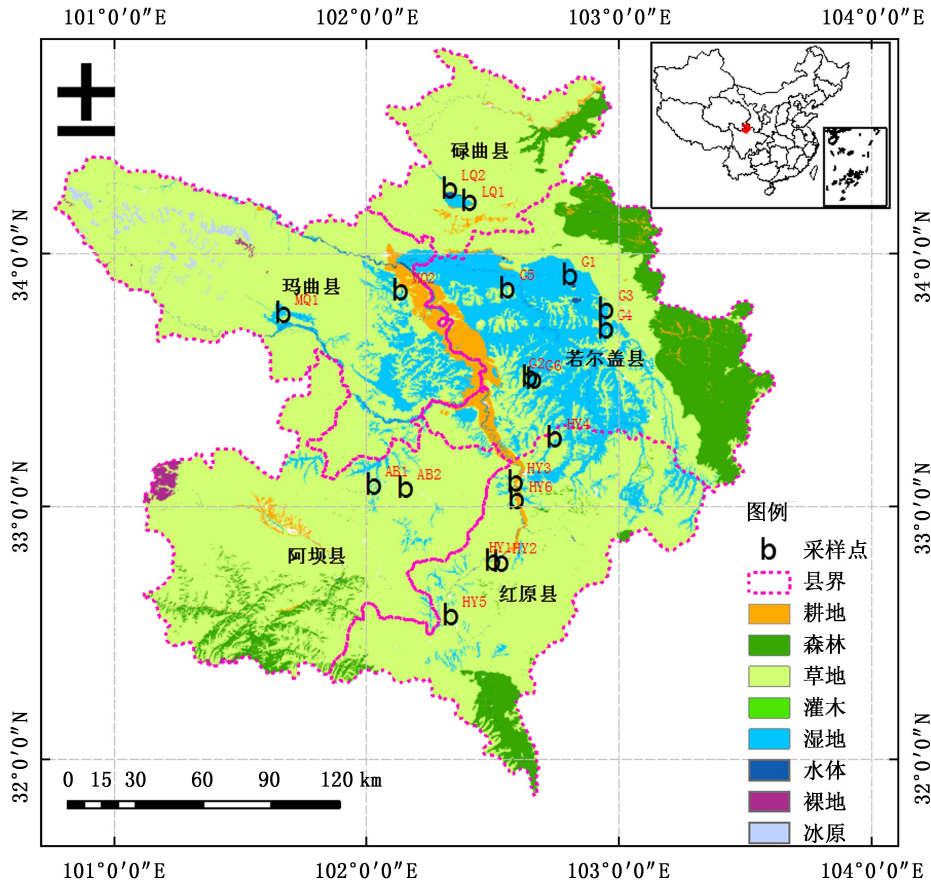 101°0′0″E 102°0′0″E 103°0′0″E 104°0′0″E
碌曲县
LQ2
LQ1
34°0′0″N
34°0′0″N
G1
G5
MQ2
玛曲县
MQ1
G3
G4
若尔盖县
G2 G6
HY4
HY3
AB1 AB2
HY6
33°0′0″N
33°0′0″N
阿坝县
HY1 HY2
红原县
HY5
图例
b 采样点
县界
耕地
森林
草地
灌木
湿地
水体
裸地
冰原
32°0′0″N
32°0′0″N
0 15 30 60 90 120 km
101°0′0″E 102°0′0″E 103°0′0″E 104°0′0″E